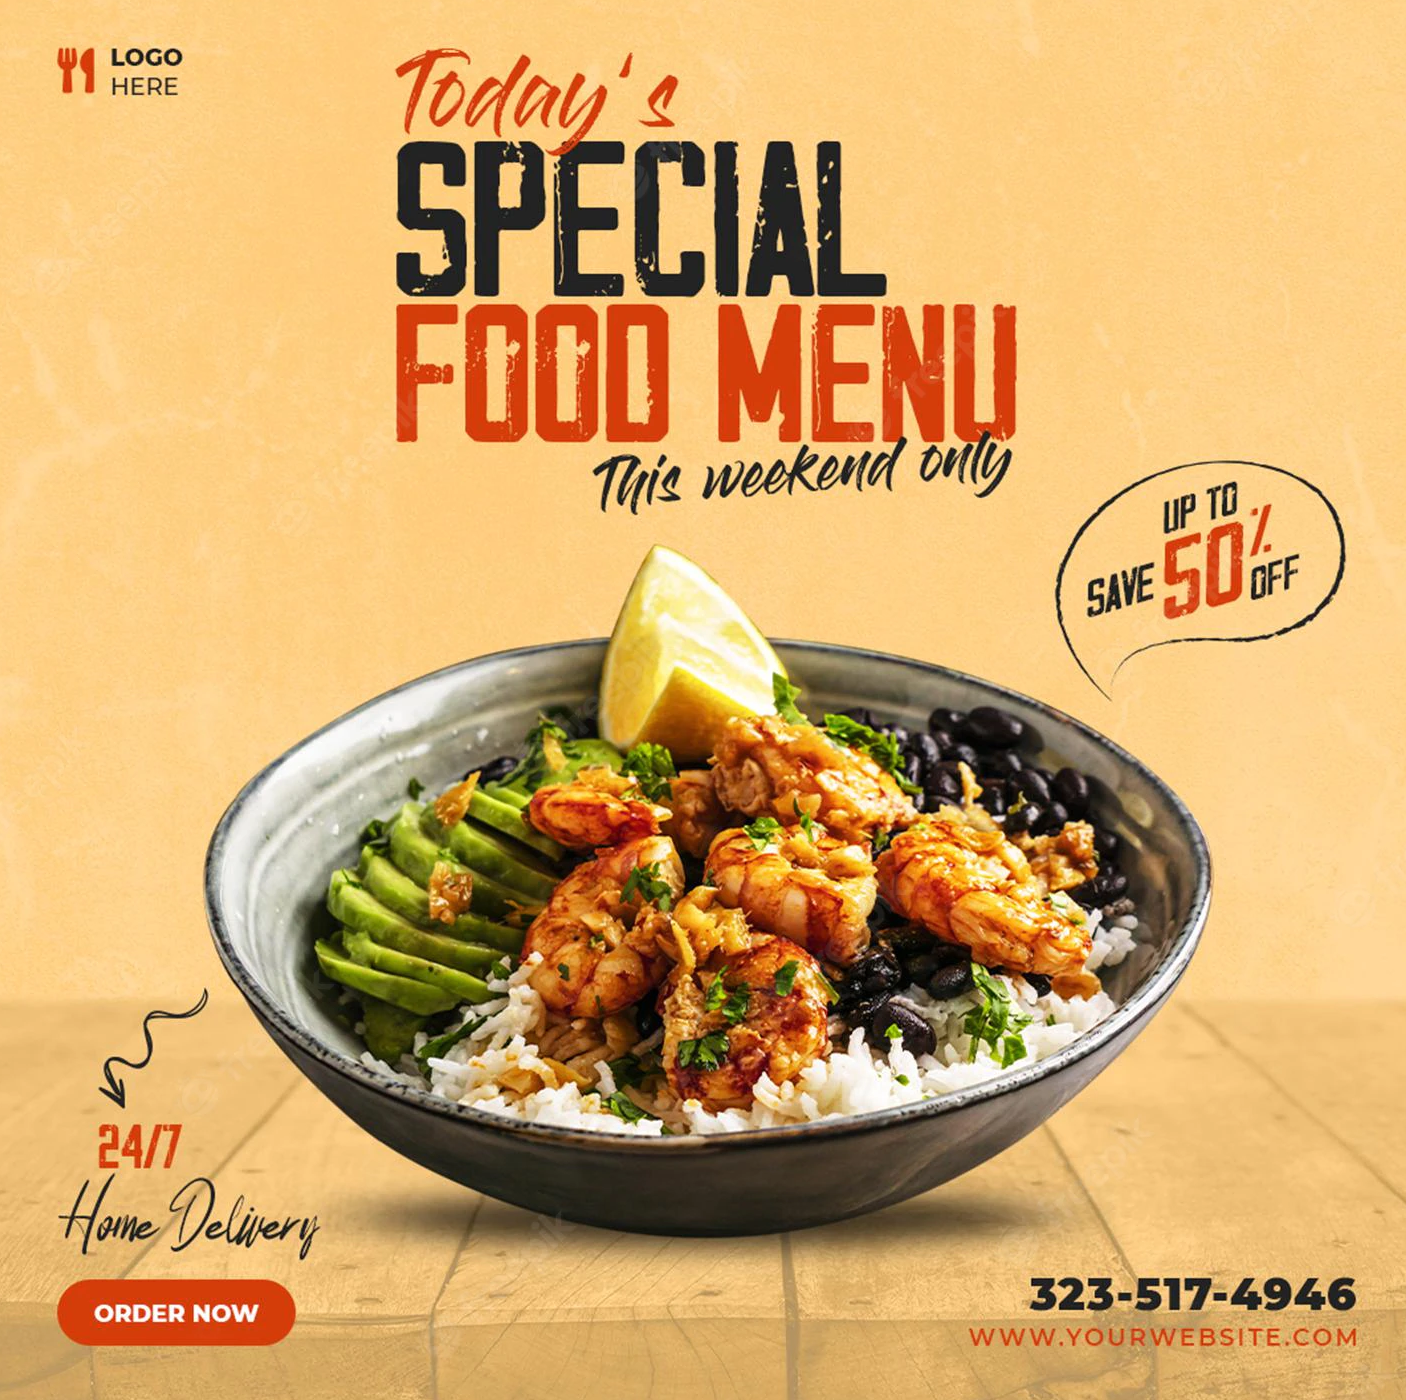 LOGO
HERE
Today's
SPECIAL
FOOD MENU
This weekend only
UP TO
SAVE 50% OFF
24/7
Home Delivery
ORDER NOW
323-517-4946
WWW.YOURWEBSITE.COM